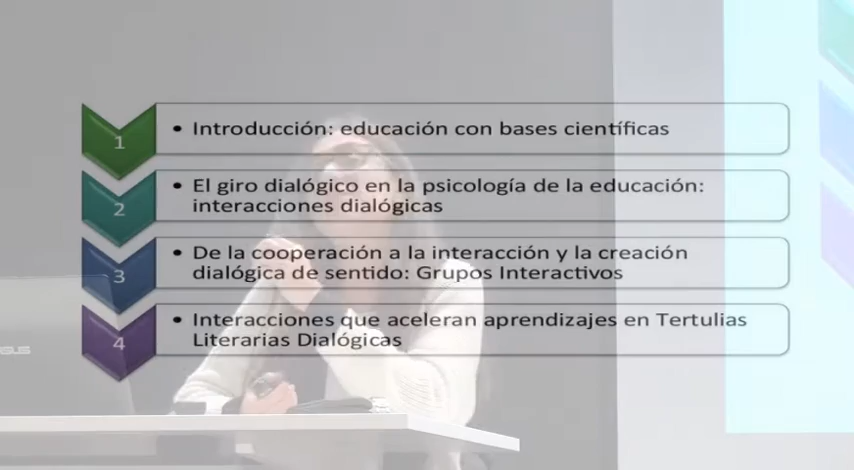 1
• Introducción: educación con bases científicas
2
• El giro dialógico en la psicología de la educación:
interacciones dialógicas
3
• De la cooperación a la interacción y la creación
dialógica de sentido: Grupos Interactivos
4
• Interacciones que aceleran aprendizajes en Tertulias
Literarias Dialógicas